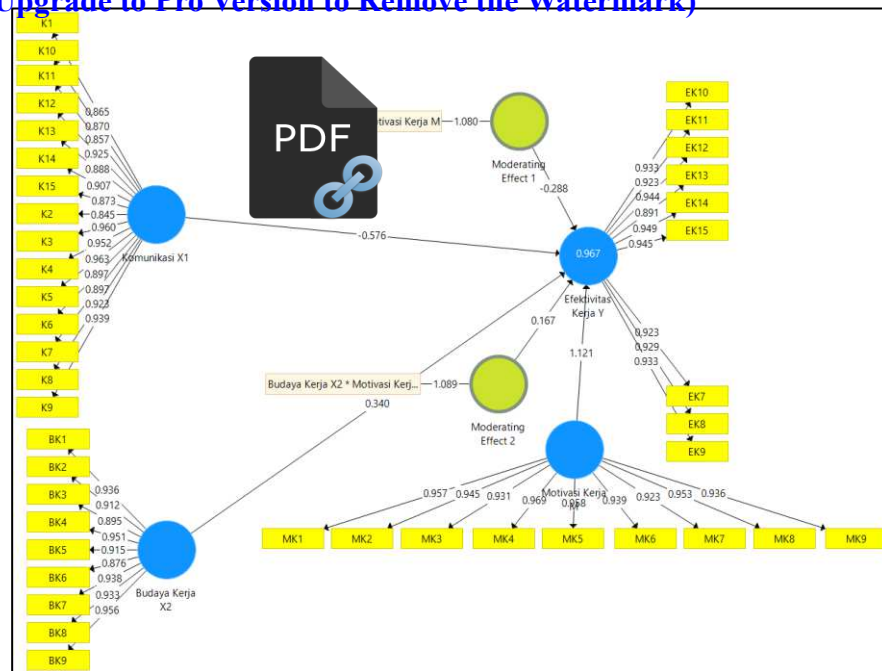 Upgrade to Pro Version to Remove the Watermark)
K1
K10
K11
K12
K13
K14
K15
K2
K3
K4
K5
K6
K7
K8
K9
0.865
0.870
0.857
0.925
0.888
0.907
0.873
0.845
0.960
0.952
0.963
0.897
0.897
0.923
0.939
Komunikasi X1
PDF
tivasi Kerja M
1.080
Moderating
Effect 1
-0.288
-0.576
EK10
EK11
EK12
EK13
EK14
EK15
0.933
0.923
0.944
0.891
0.949
0.945
0.967
Efektivitas
Kerja Y
0.167
1.121
0.923
0.929
0.933
EK7
EK8
EK9
Budaya Kerja X2 * Motivasi Kerj...
1.089
0.340
Moderating
Effect 2
BK1
BK2
BK3
BK4
BK5
BK6
BK7
BK8
BK9
0.936
0.912
0.895
0.951
0.915
0.876
0.938
0.933
0.956
Budaya Kerja
X2
Motivasi Kerja
0.957
0.945
0.931
0.969
0.958
0.939
0.923
0.953
0.936
MK1
MK2
MK3
MK4
MK5
MK6
MK7
MK8
MK9